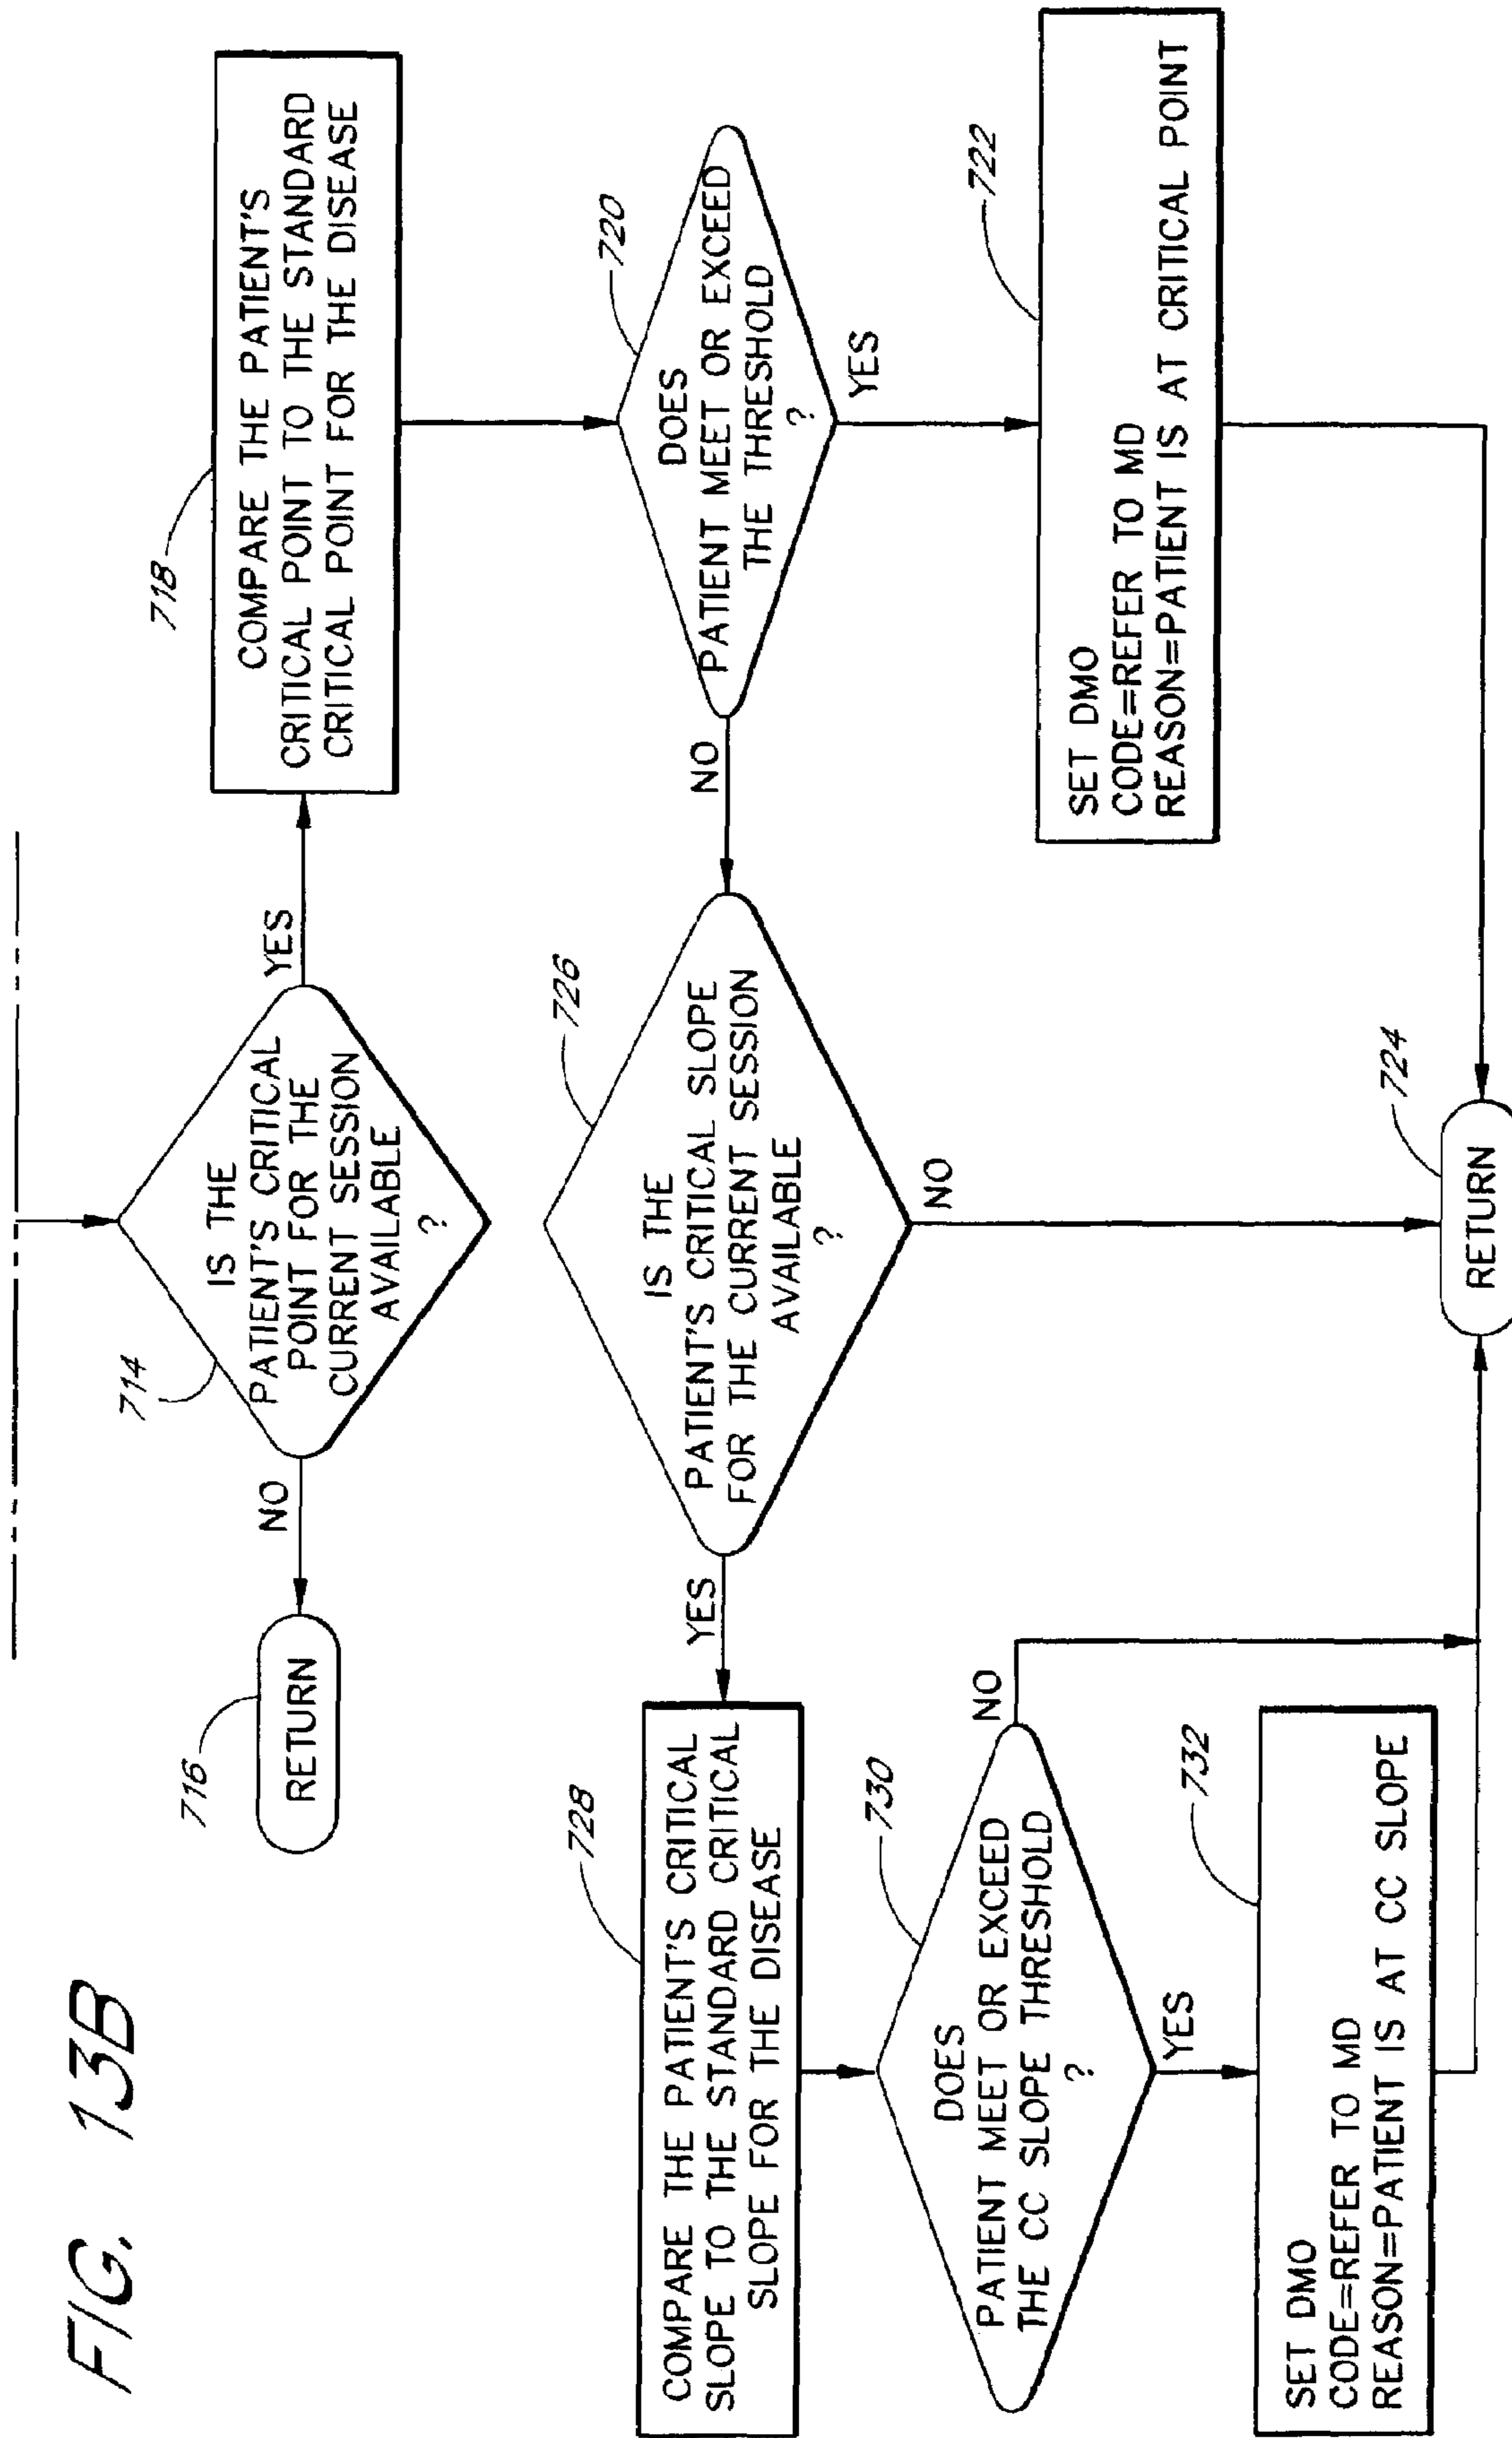 FIG. 13B
714
IS THE
PATIENT'S CRITICAL
POINT FOR THE
CURRENT SESSION
AVAILABLE
?
NO
YES
716
RETURN
718
COMPARE THE PATIENT'S
CRITICAL POINT TO THE STANDARD
CRITICAL POINT FOR THE DISEASE
720
DOES
PATIENT MEET OR EXCEED
THE THRESHOLD
?
NO
YES
722
SET DMO
CODE=REFER TO MD
REASON=PATIENT IS AT CRITICAL POINT
726
IS THE
PATIENT'S CRITICAL SLOPE
FOR THE CURRENT SESSION
AVAILABLE
?
YES
NO
728
COMPARE THE PATIENT'S CRITICAL
SLOPE TO THE STANDARD CRITICAL
SLOPE FOR THE DISEASE
730
DOES
PATIENT MEET OR EXCEED
THE CC SLOPE THRESHOLD
?
NO
YES
732
SET DMO
CODE=REFER TO MD
REASON=PATIENT IS AT CC SLOPE
724
RETURN